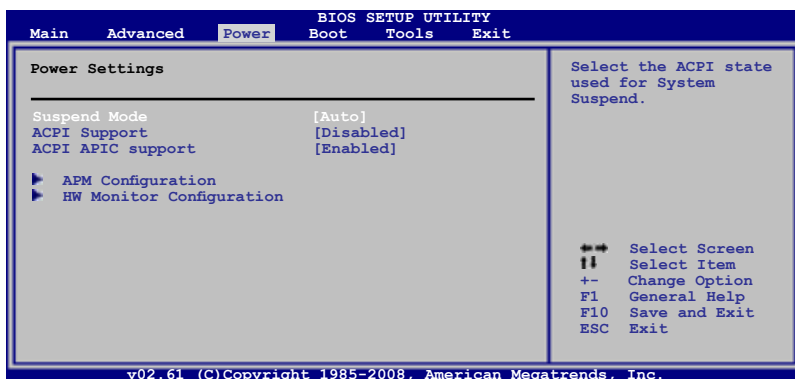 BIOS SETUP UTILITY
Main Advanced Power Boot Tools Exit
Power Settings
Suspend Mode [Auto]
ACPI Support [Disabled]
ACPI APIC support [Enabled]
APM Configuration
HW Monitor Configuration
Select the ACPI state
used for System
Suspend.
Select Screen
Select Item
+- Change Option
F1 General Help
F10 Save and Exit
ESC Exit
v02.61 (C)Copyright 1985-2008, American Megatrends, Inc.